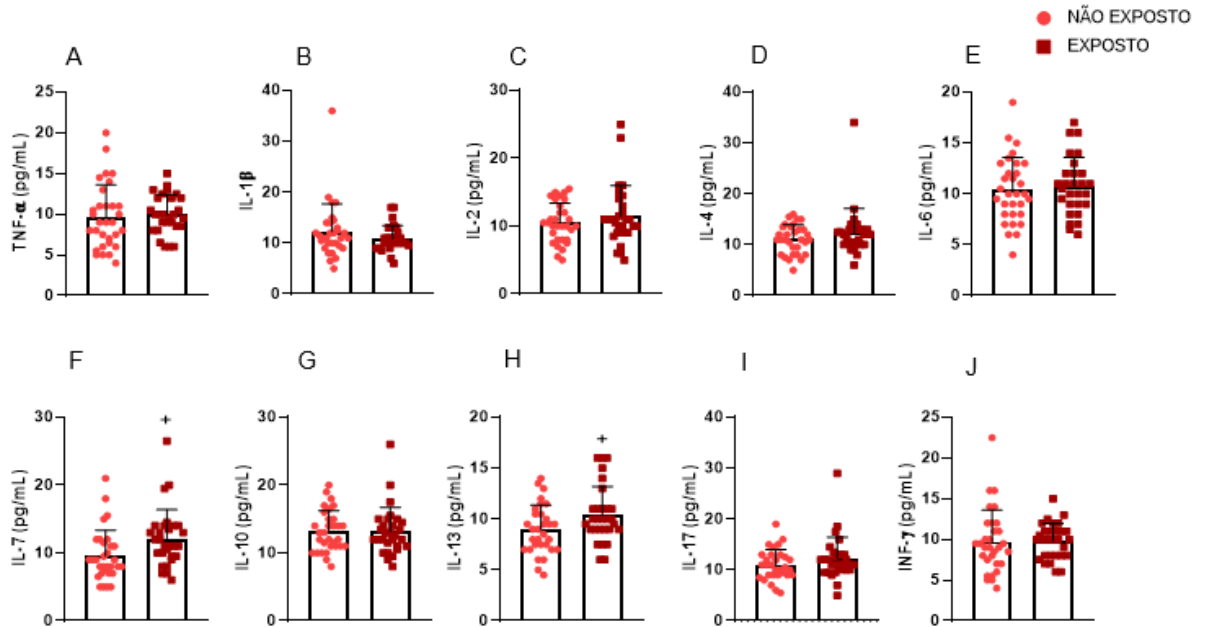 NÃO EXPOSTO
EXPOSTO
A
TNF-α (pg/mL)
25
20
15
10
5
0
B
IL-1β
40
30
20
10
0
C
IL-2 (pg/mL)
30
20
10
0
D
IL-4 (pg/mL)
40
30
20
10
0
E
IL-6 (pg/mL)
20
15
10
5
0
F
IL-7 (pg/mL)
30
20
10
0
+
G
IL-10 (pg/mL)
30
20
10
0
H
IL-13 (pg/mL)
20
15
10
5
0
+
I
IL-17 (pg/mL)
40
30
20
10
0
J
INF-γ (pg/mL)
25
20
15
10
5
0